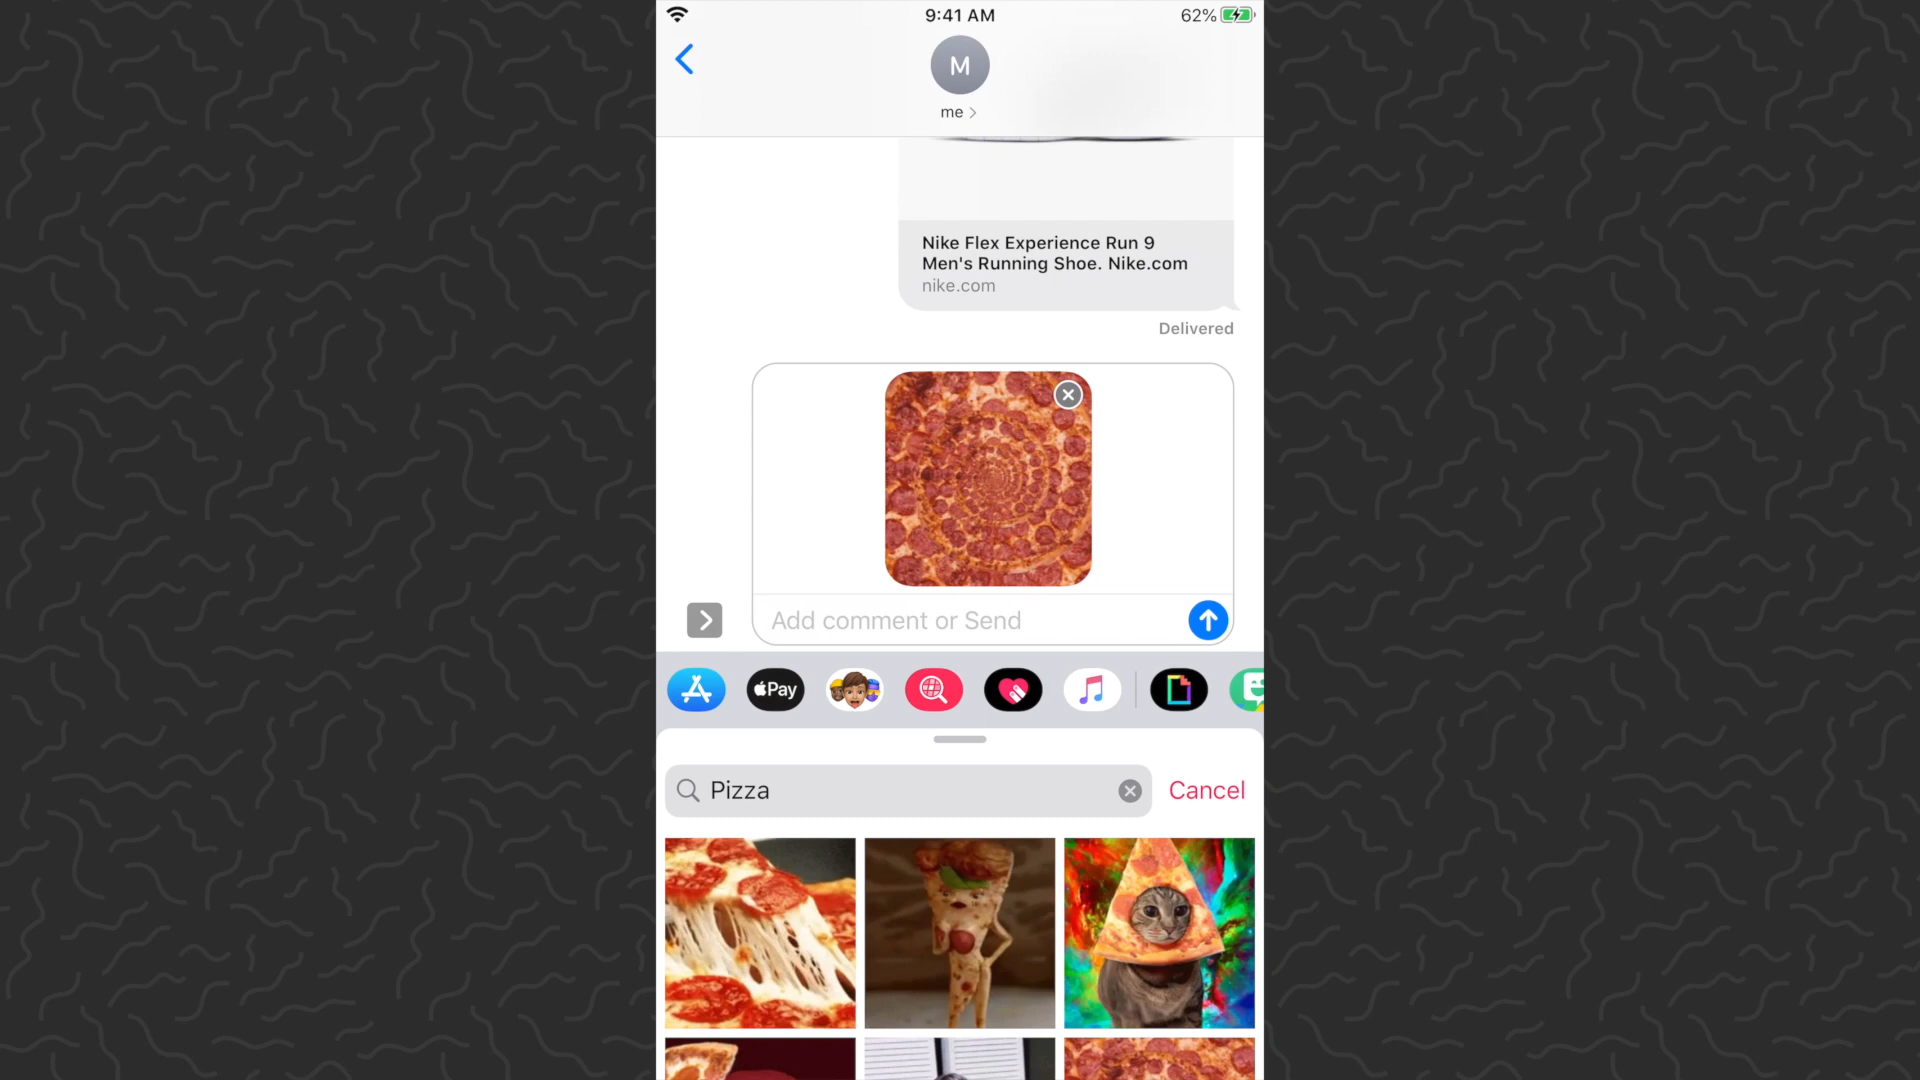 9:41 AM
62%
M
me
Nike Flex Experience Run 9
Men's Running Shoe. Nike.com
nike.com
Delivered
Add comment or Send
Pay
Pizza
Cancel